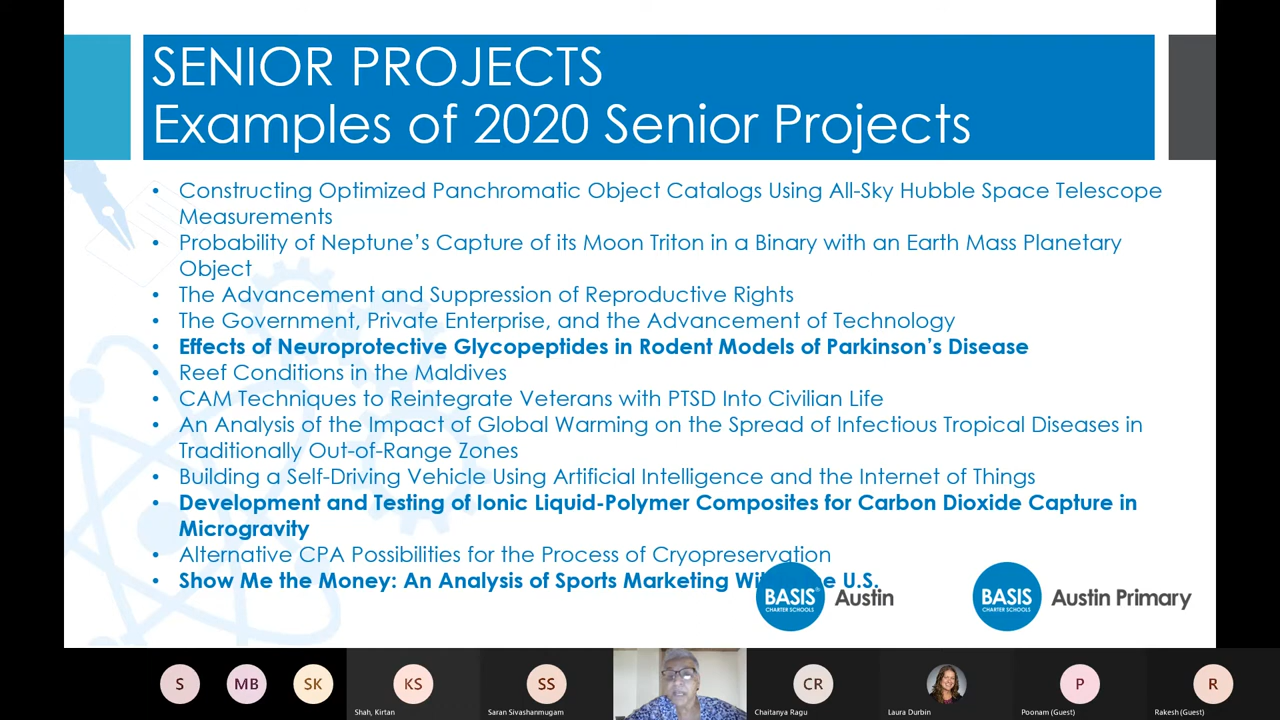 SENIOR PROJECTS
Examples of 2020 Senior Projects
• Constructing Optimized Panchromatic Object Catalogs Using All-Sky Hubble Space Telescope
Measurements
• Probability of Neptune's Capture of its Moon Triton in a Binary with an Earth Mass Planetary
Object
• The Advancement and Suppression of Reproductive Rights
• The Government, Private Enterprise, and the Advancement of Technology
• Effects of Neuroprotective Glycopeptides in Rodent Models of Parkinson's Disease
• Reef Conditions in the Maldives
• CAM Techniques to Reintegrate Veterans with PTSD Into Civilian Life
• An Analysis of the Impact of Global Warming on the Spread of Infectious Tropical Diseases in
Traditionally Out-of-Range Zones
• Building a Self-Driving Vehicle Using Artificial Intelligence and the Internet of Things
• Development and Testing of Ionic Liquid-Polymer Composites for Carbon Dioxide Capture in
Microgravity
• Alternative CPA Possibilities for the Process of Cryopreservation
• Show Me the Money: An Analysis of Sports Marketing U.S.
BASIS® Austin
CHARTER SCHOOLS
BASIS Austin Primary
CHARTER SCHOOLS
S MB SK KS SS CR P R
Shah, Kirtan
Saran Sivashanmugam
Chaitanya Ragu
Laura Durbin
Poonam (Guest)
Rakesh (Guest)